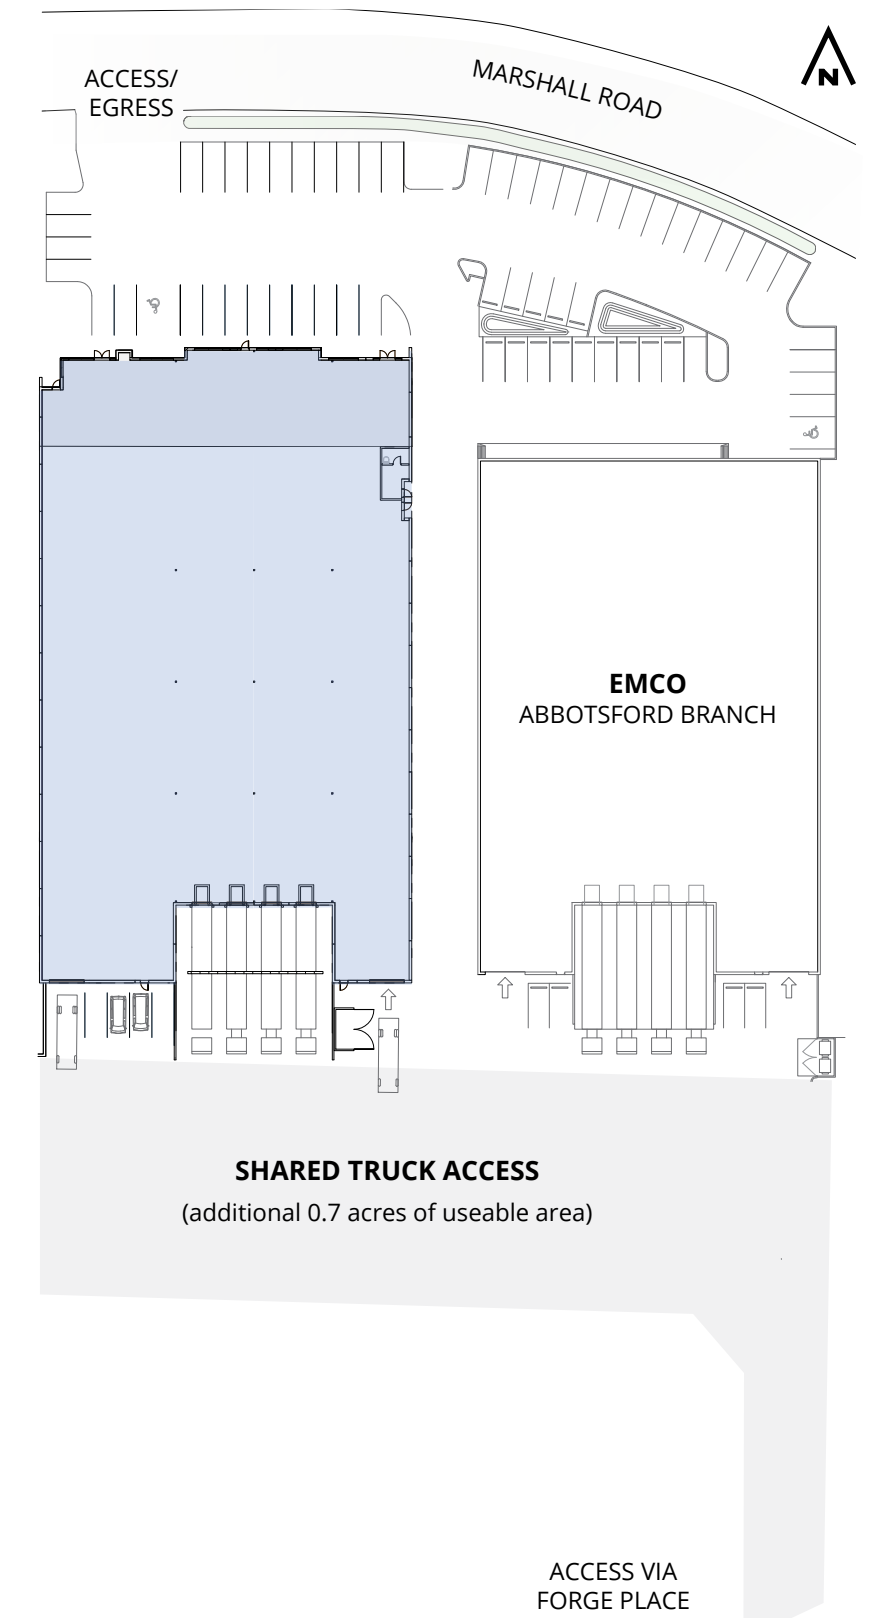 ACCESS/
EGRESS
MARSHALL ROAD
N
EMCO
ABBOTSFORD BRANCH
SHARED TRUCK ACCESS
(additional 0.7 acres of useable area)
ACCESS VIA
FORGE PLACE